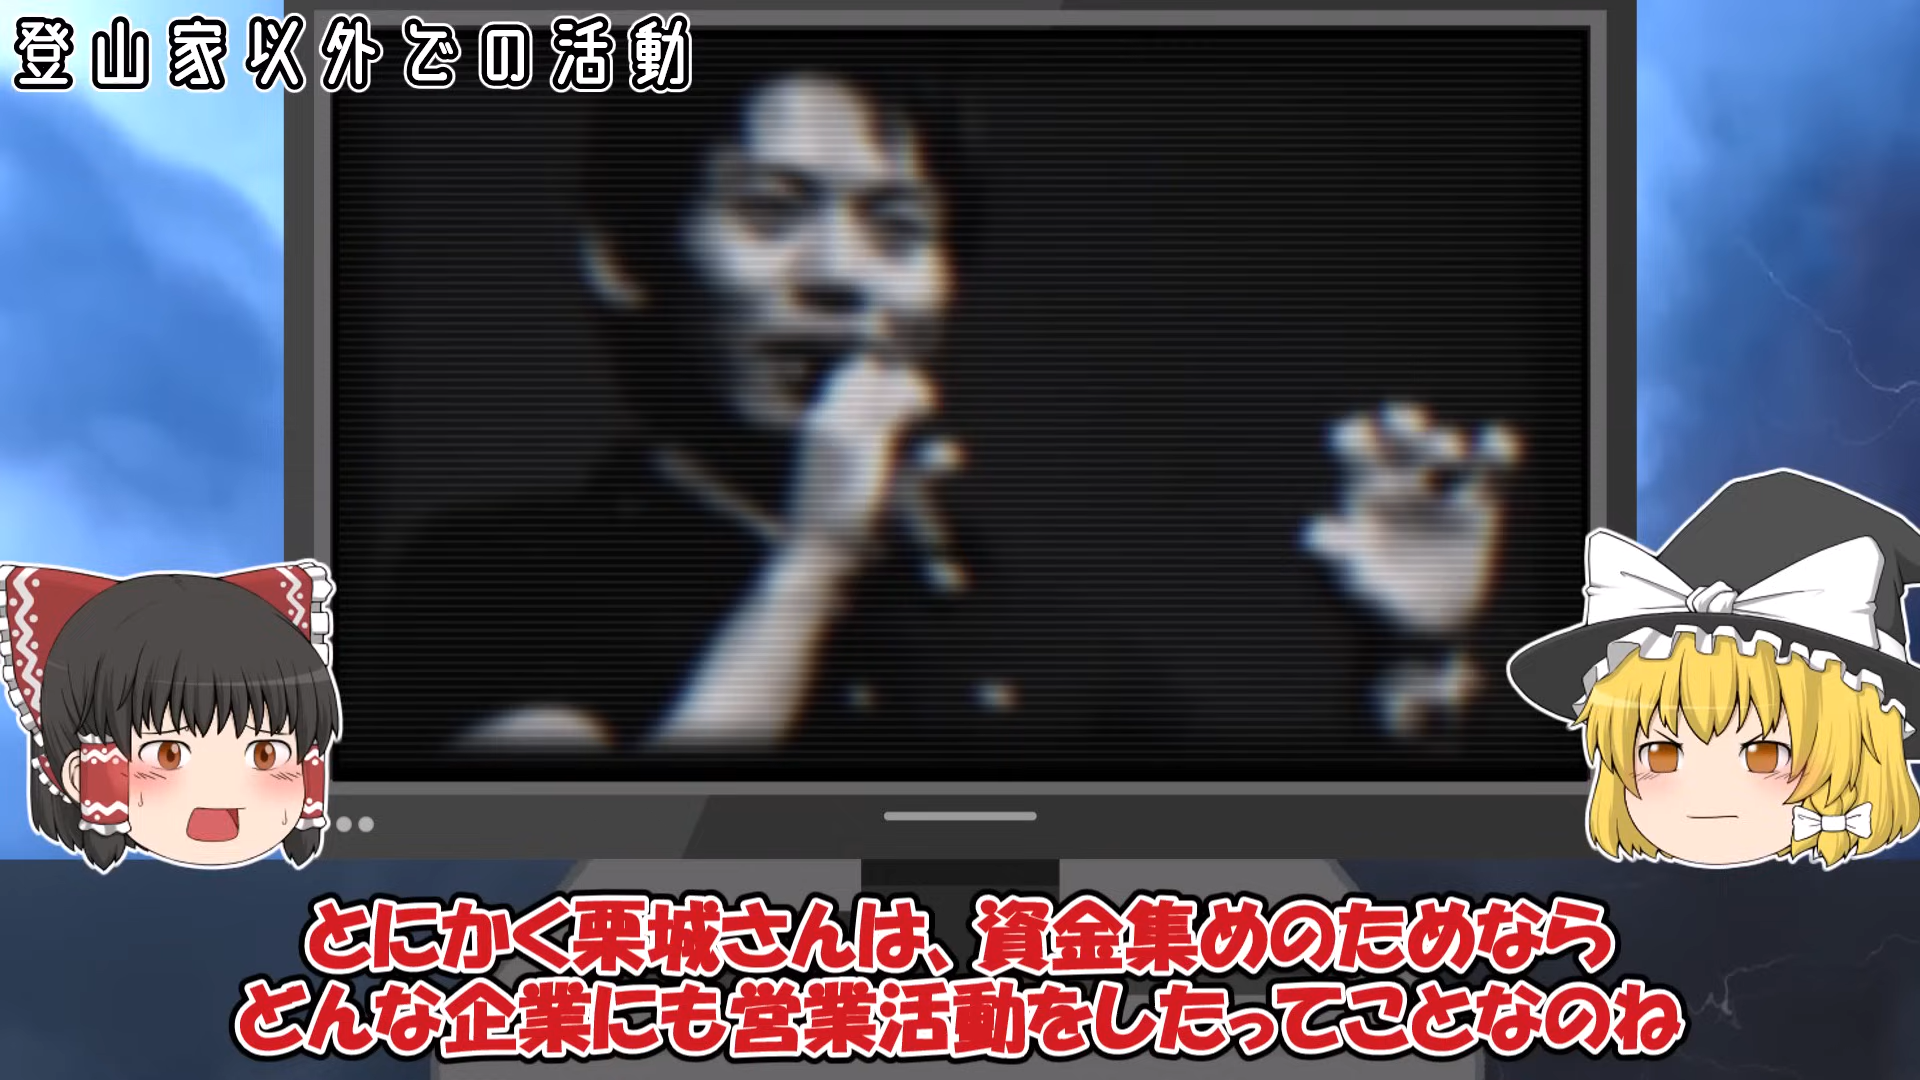 登山家以外での活動
とにかく栗城さんは、資金集めのためなら
どんな企業にも営業活動をしたってことなのね